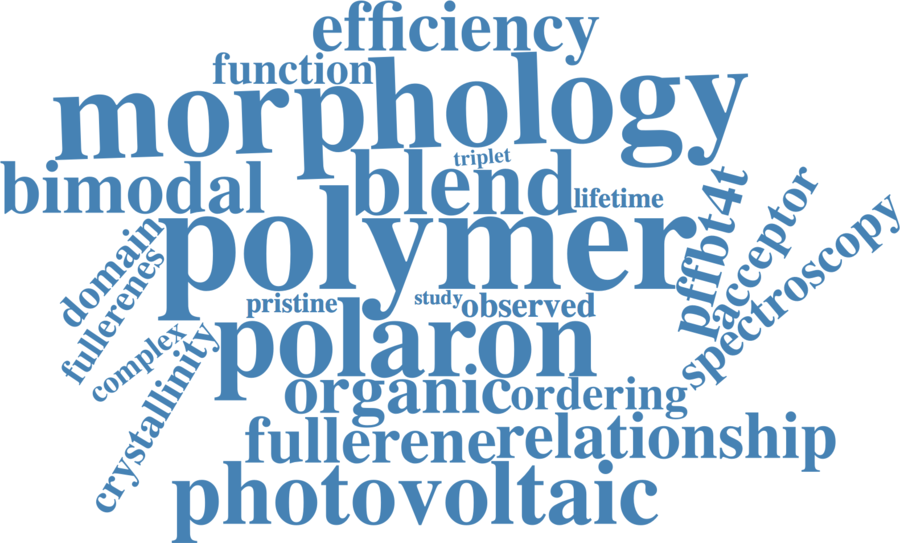 efficiency
function
morphology
triplet
bimodal
blend
lifetime
pffbt4t
acceptor
spectroscopy
polymer
domain
fullerenes
pristine
study
observed
polaron
complex
crystallinity
organic
ordering
fullerene
relationship
photovoltaic